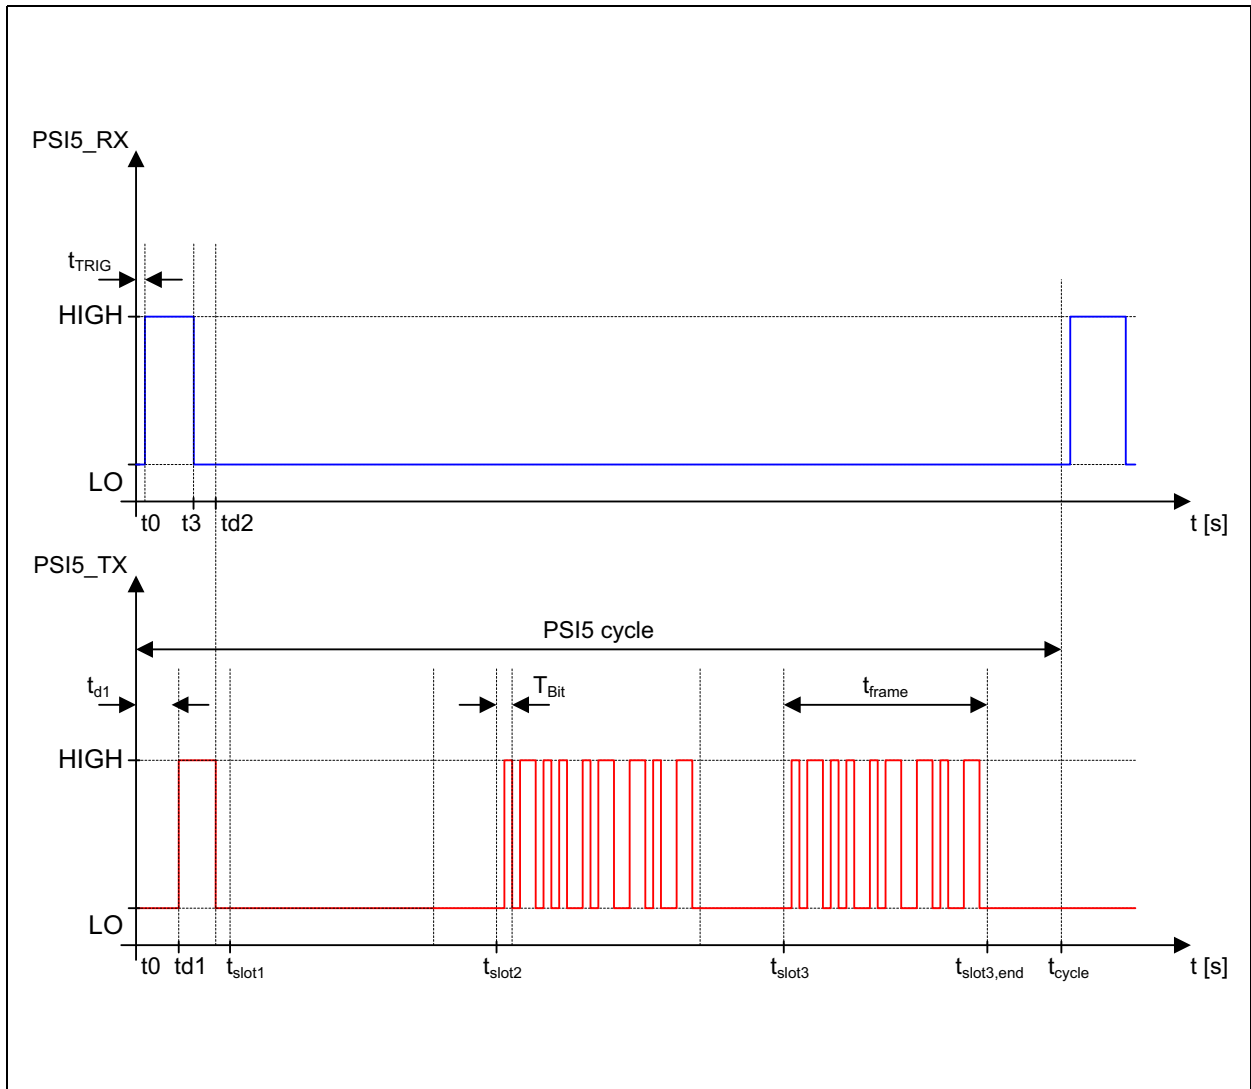 PSI5_RX
tTRIG
HIGH
LO
t0 t3 td2
t [s]
PSI5_TX
PSI5 cycle
td1 TBit tframe
HIGH
LO
t0 td1 tslot1 tslot2 tslot3 tslot3,end tcycle t [s]